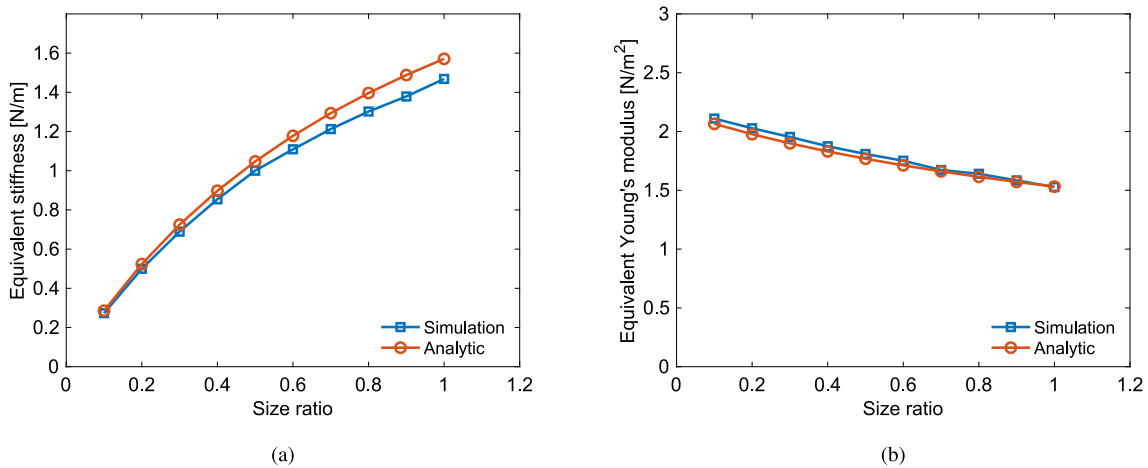 Equivalent stiffness [N/m]
1.6
1.4
1.2
1
0.8
0.6
0.4
0.2
0
0 0.2 0.4 0.6 0.8 1 1.2
Size ratio
Simulation
Analytic
(a)
Equivalent Young's modulus [N/m²]
3
2.5
2
1.5
1
0.5
0
0 0.2 0.4 0.6 0.8 1 1.2
Size ratio
Simulation
Analytic
(b)